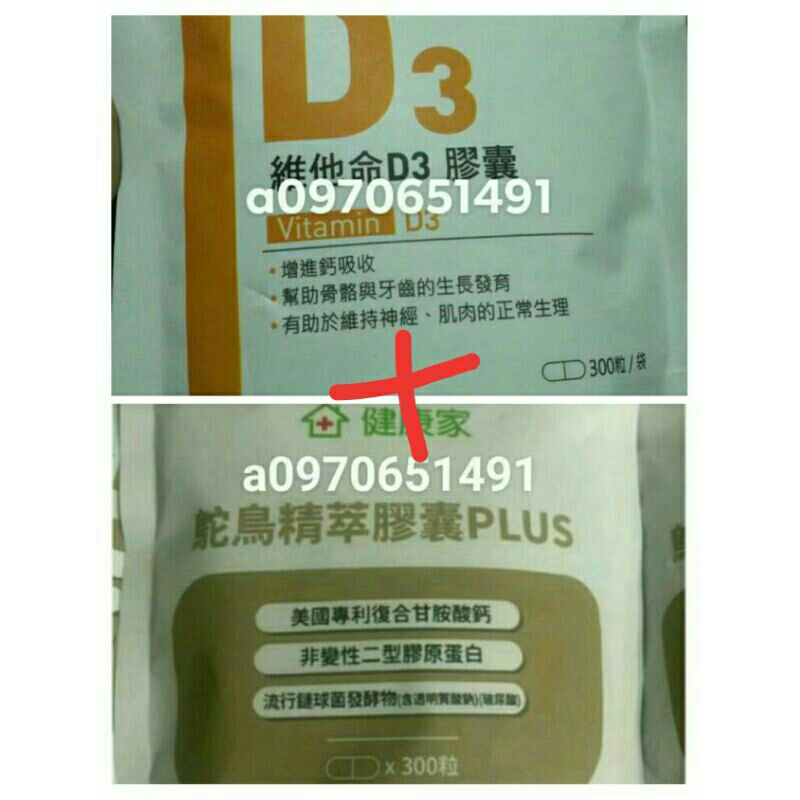 D3
維他命D3 膠囊
a0970651491
Vitamin D3
•增進鈣吸收
•幫助骨骼與牙齒的生長發育
•有助於維持神經、肌肉的正常生理
300粒/袋
健康家
a0970651491
鴕鳥精萃膠囊PLUS
美國專利復合甘胺酸鈣
非變性二型膠原蛋白
流行鏈球菌發酵物(含透明質酸鈉)(玻尿酸)
x 300粒